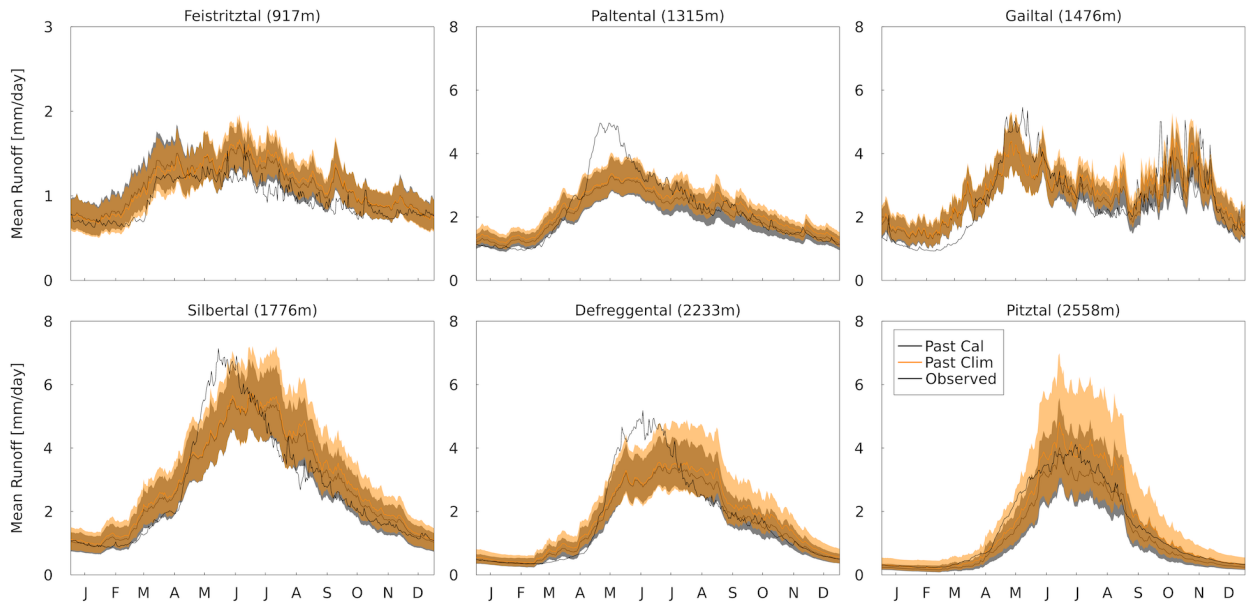 Feistritztal (917m)
Paltental (1315m)
Gailtal (1476m)
Mean Runoff [mm/day]
3
2
1
0
8
6
4
2
0
8
6
4
2
0
J F M A M J J A S O N D
J F M A M J J A S O N D
J F M A M J J A S O N D
Silbertal (1776m)
Defreggental (2233m)
Pitztal (2558m)
Mean Runoff [mm/day]
8
6
4
2
0
8
6
4
2
0
8
6
4
2
0
Past Cal
Past Clim
Observed
J F M A M J J A S O N D
J F M A M J J A S O N D
J F M A M J J A S O N D